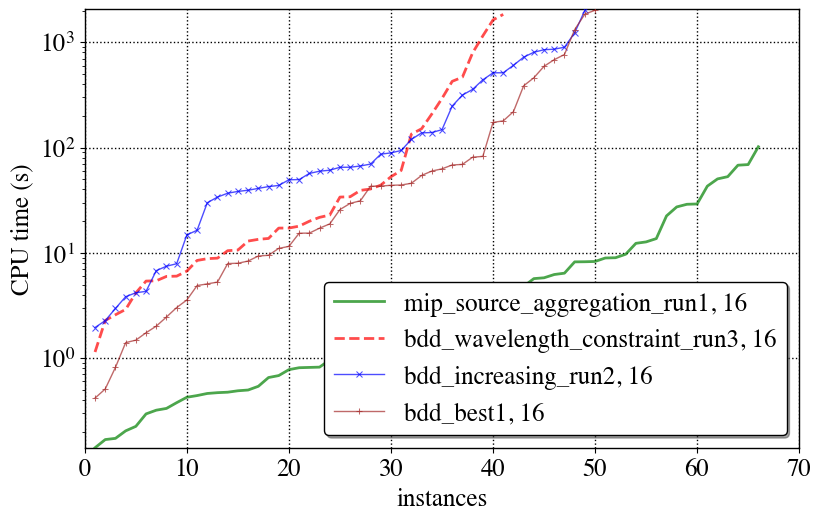 CPU time (s)
10³
10²
10¹
10⁰
mip_source_aggregation_run1, 16
bdd_wavelength_constraint_run3, 16
bdd_increasing_run2, 16
bdd_best1, 16
0 10 20 30 40 50 60 70
instances